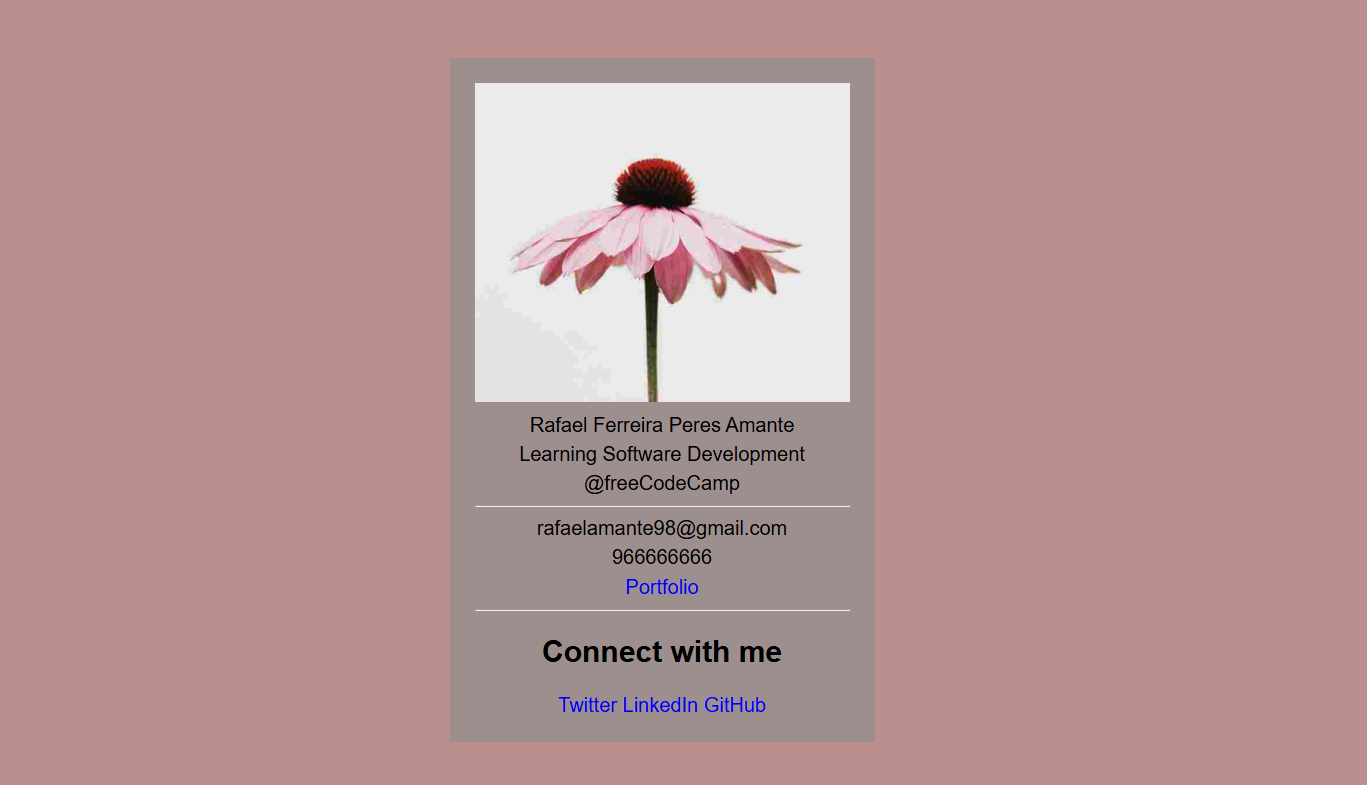 Rafael Ferreira Peres Amante
Learning Software Development
@freeCodeCamp
rafaelamante98@gmail.com
966666666
Portfolio
Connect with me
Twitter LinkedIn GitHub